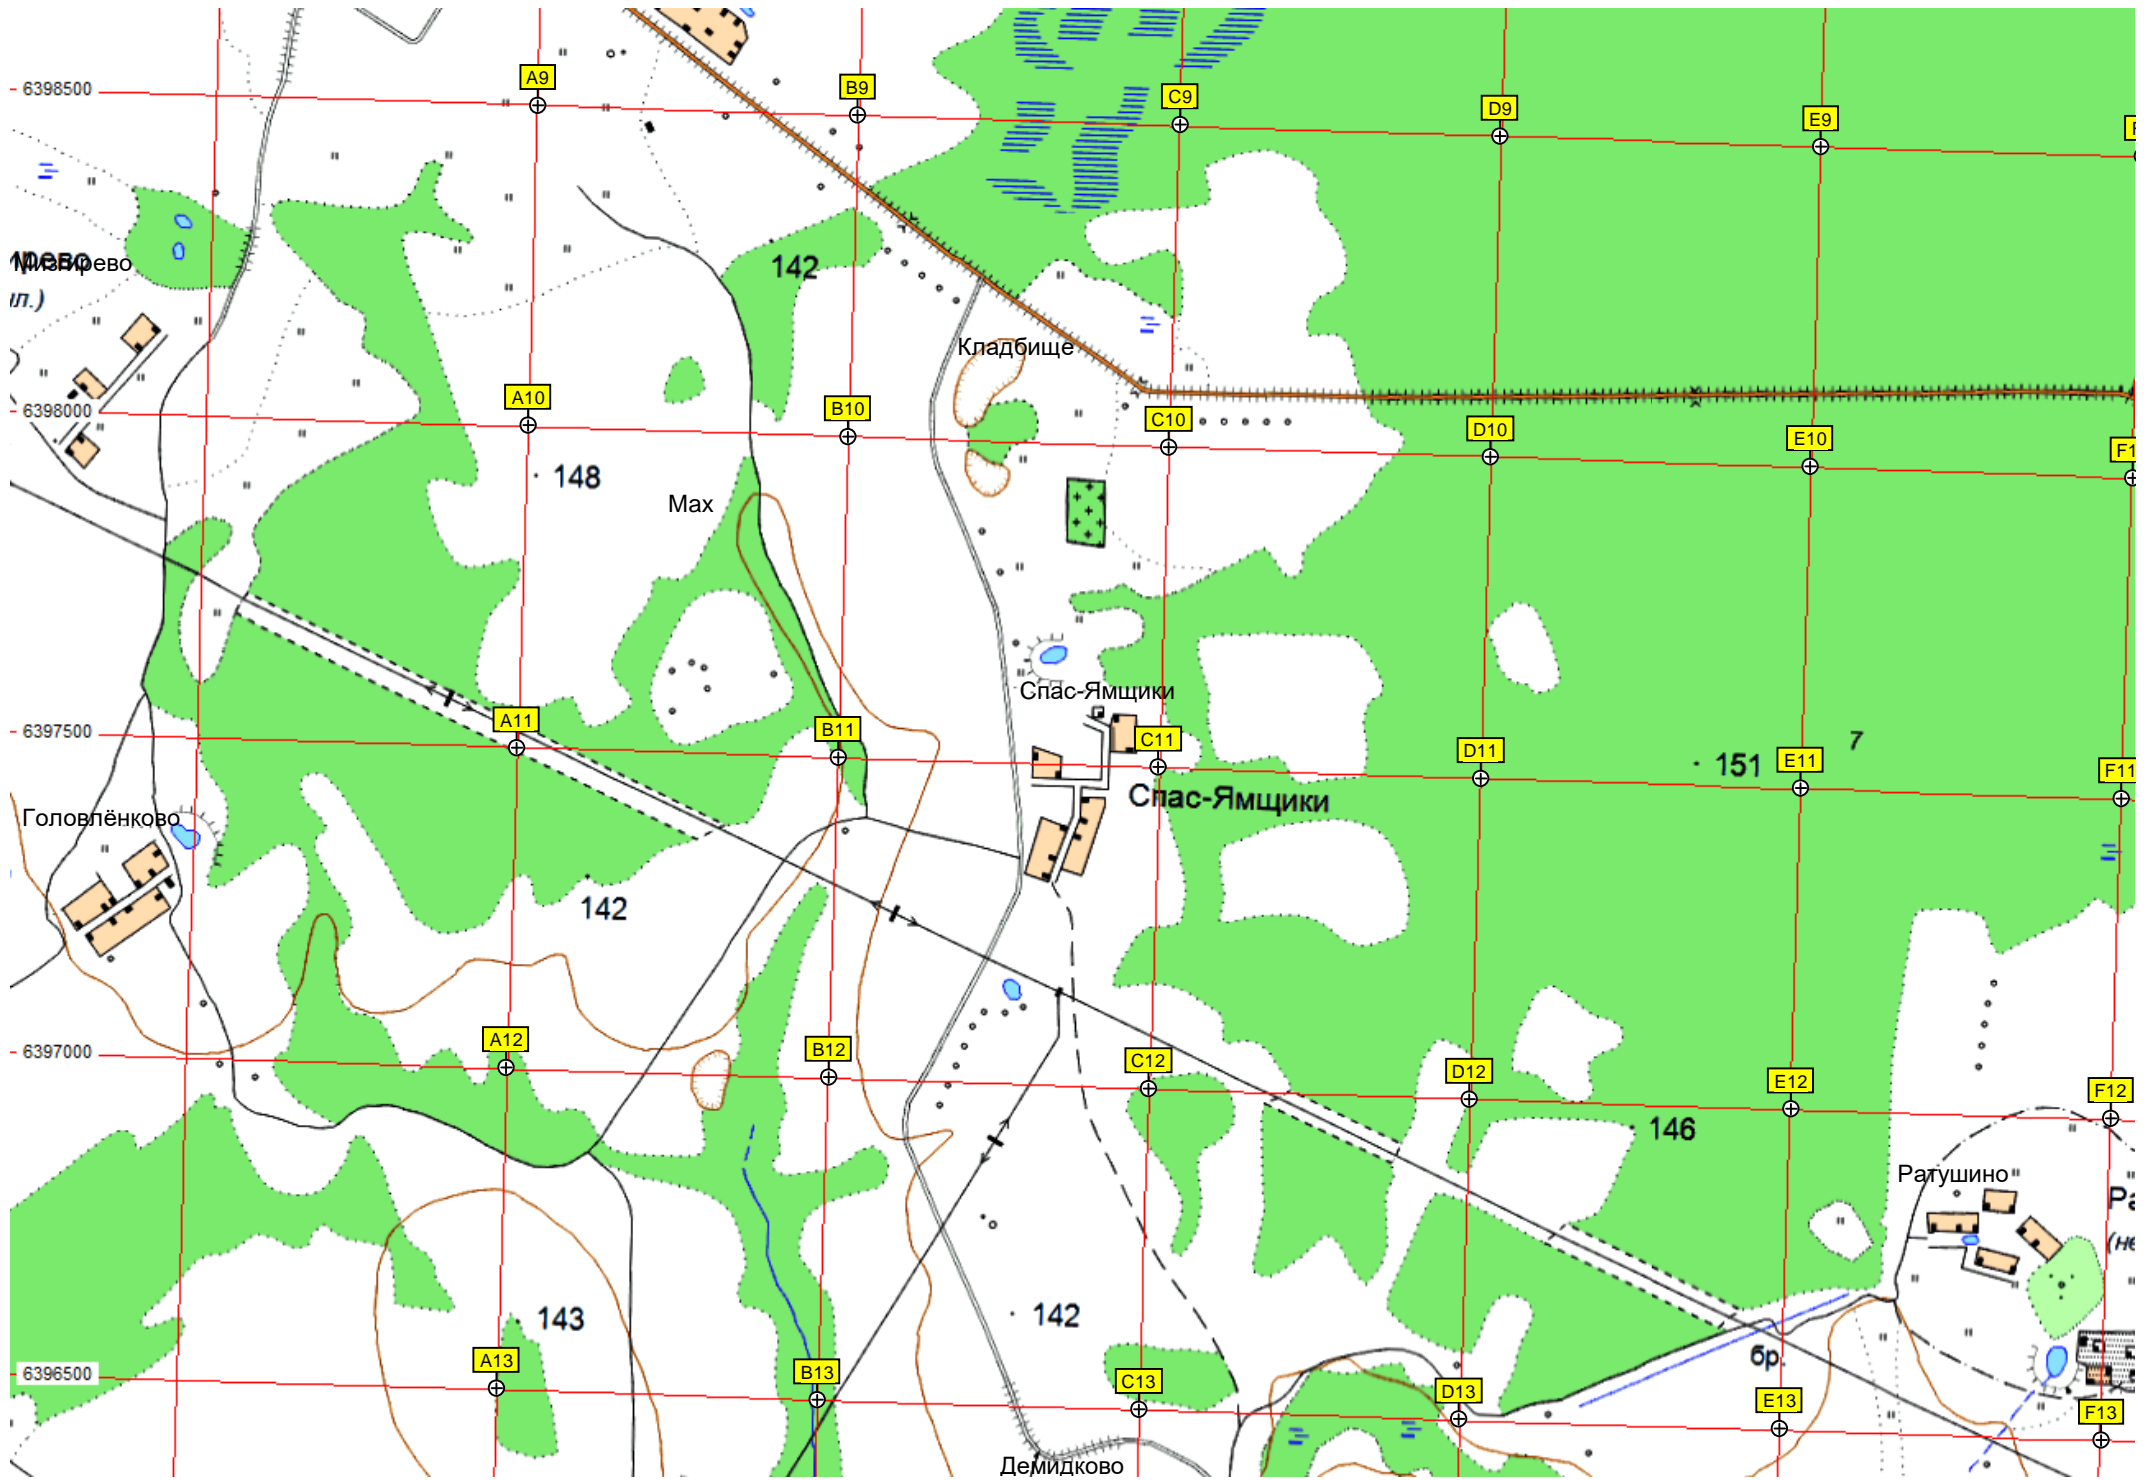 A9
B9
6398500
C9
D9
E9
Мизгирево
142
Кладбище
A10
6398000
B10
C10
D10
E10
F1
148
Мах
Спас-Ямщики
A11
6397500
B11
C11
D11
151
7
E11
F11
Спас-Ямщики
Головлёнково
142
A12
6397000
B12
C12
D12
E12
F12
146
Ратушино
143
142
бр.
A13
6396500
B13
C13
D13
E13
F13
Демидково